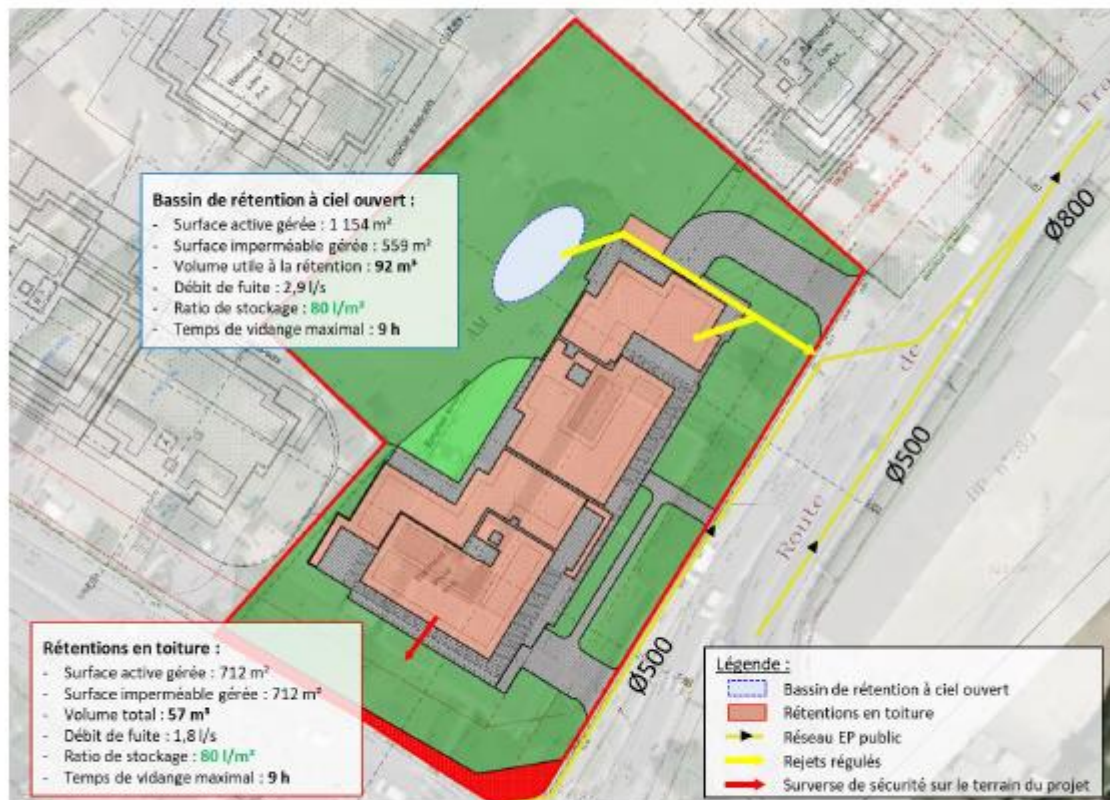 Bassin de rétention à ciel ouvert :
- Surface active gérée : 1 154 m²
- Surface imperméable gérée : 559 m²
- Volume utile à la rétention : 92 m³
- Débit de fuite : 2,9 l/s
- Ratio de stockage : 80 l/m²
- Temps de vidange maximal : 9 h
Ø800
de
Ø500
Route
Ø500
Rétentions en toiture :
- Surface active gérée : 712 m²
- Surface imperméable gérée : 712 m²
- Volume total : 57 m³
- Débit de fuite : 1,8 l/s
- Ratio de stockage : 80 l/m²
- Temps de vidange maximal : 9 h
Légende :
Bassin de rétention à ciel ouvert
Rétentions en toiture
Réseau EP public
Rejets régulés
Surverse de sécurité sur le terrain du projet